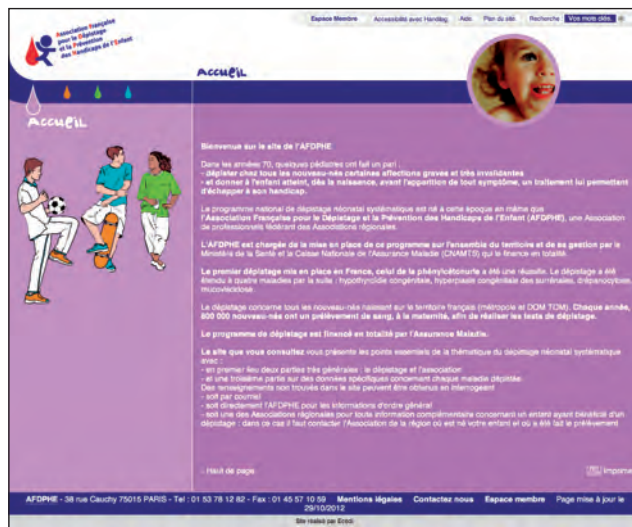 Association Française
pour le Dépistage
et la Prévention
des Handicaps de l'Enfant
Espace Membre Accessibilité avec Handilog Aide Plan du site Recherche Vos mots clés.
Accueil
Accueil
Bienvenue sur le site de l'AFDPHE
Dans les années 70, quelques pédiatres ont fait un pari :
- dépister chez tous les nouveau-nés certaines affections graves et très invalidantes
- et donner à l'enfant atteint, dès la naissance, avant l'apparition de tout symptôme, un traitement lui permettant
d'échapper à son handicap.
Le programme national de dépistage néonatal systématique est né à cette époque en même que
l'Association Française pour le Dépistage et la Prévention des Handicaps de l'Enfant (AFDPHE), une Association
de professionnels fédérant des Associations régionales.
L'AFDPHE est chargée de la mise en place de ce programme sur l'ensemble du territoire et de sa gestion par le
Ministère de la Santé et la Caisse Nationale de l'Assurance Maladie (CNAMTS) qui le finance en totalité.
Le premier dépistage mis en place en France, celui de la phénylcétonurie a été une réussite. Le dépistage a été
étendu à quatre maladies par la suite : hypothyroïdie congénitale, hyperplasie congénitale des surrénales, drépanocytose,
mucoviscidose.
Le dépistage concerne tous les nouveau-nés naissant sur le territoire français (métropole et DOM TOM). Chaque année,
800 000 nouveau-nés ont un prélèvement de sang, à la maternité, afin de réaliser les tests de dépistage.
Le programme de dépistage est financé en totalité par l'Assurance Maladie.
Le site que vous consultez vous présente les points essentiels de la thématique du dépistage néonatal systématique
avec :
- en premier lieu deux parties très générales : le dépistage et l'association
- et une troisième partie sur des données spécifiques concernant chaque maladie dépistée.
Des renseignements non trouvés dans le site peuvent être obtenus en interrogeant
- soit par courriel
- soit directement l'AFDPHE pour les informations d'ordre général
- soit une des Associations régionales pour toute information complémentaire concernant un enfant ayant bénéficié d'un
dépistage : dans ce cas il faut contacter l'Association de la région où est né votre enfant et où a été fait le prélèvement
Haut de page Imprimer
AFDPHE - 38 rue Cauchy 75015 PARIS - Tel : 01 53 78 12 82 - Fax : 01 45 57 10 59 Mentions légales Contactez nous Espace membre Page mise à jour le
29/10/2012
Site réalisé par